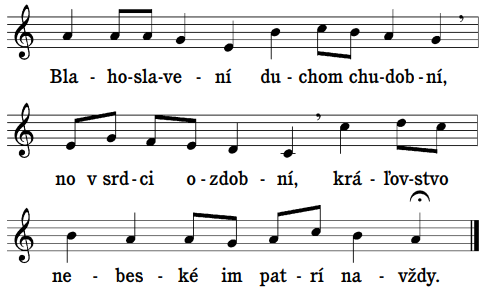 Bla - ho-sla-ve - ní du - chom chu-dob - ní,
no v srd - ci o - zdob - ní, krá - ľov-stvo
ne - bes - ké im pat - rí na - vždy.